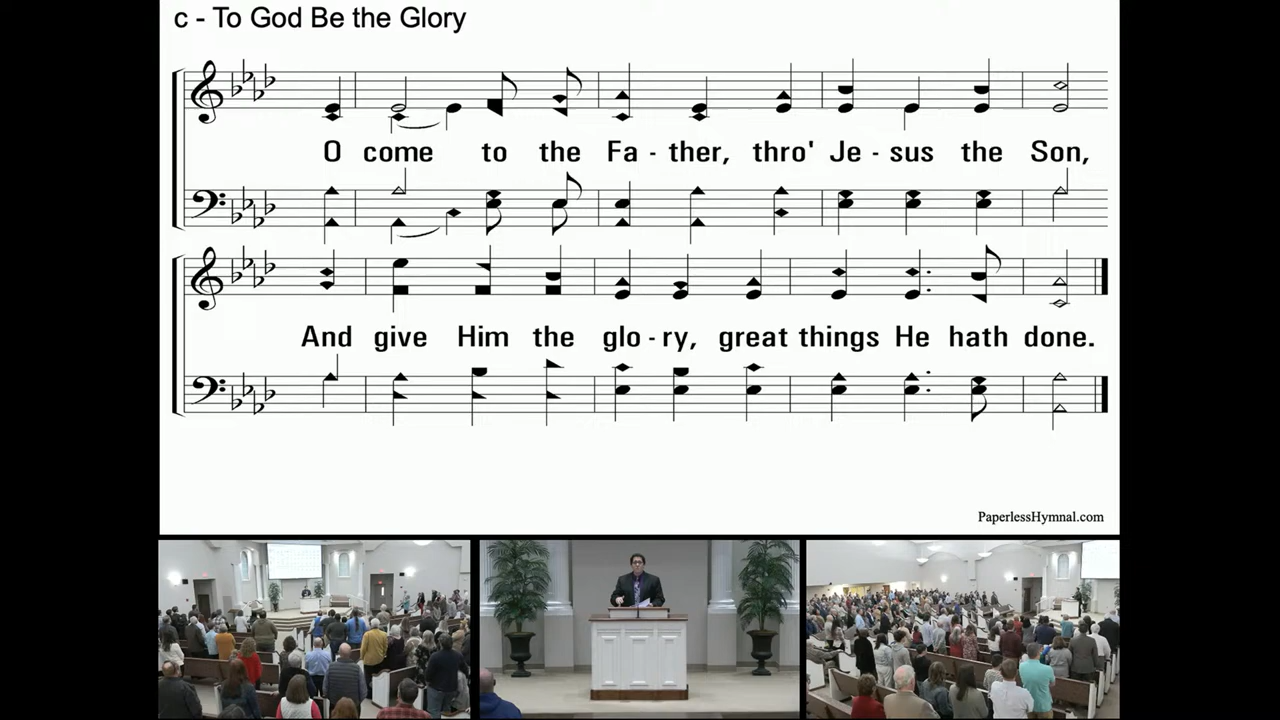 c - To God Be the Glory
O come to the Fa - ther, thro' Je - sus the Son,
And give Him the glo - ry, great things He hath done.
PaperlessHymnal.com